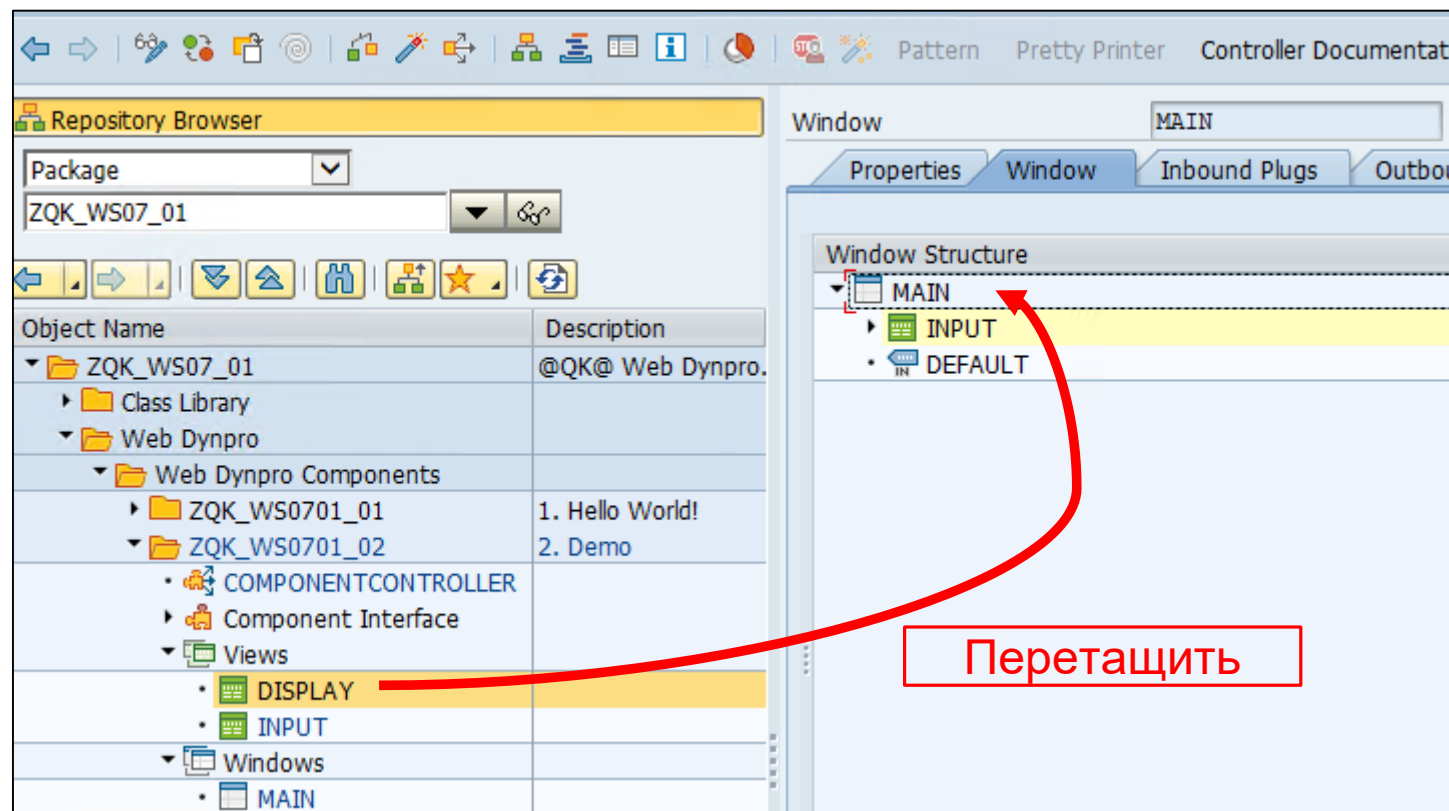 Pattern Pretty Printer Controller Documentat
Repository Browser
Package
ZQK_WS07_01
Object Name Description
ZQK_WS07_01 @QK@ Web Dynpro.
Class Library
Web Dynpro
Web Dynpro Components
ZQK_WS0701_01 1. Hello World!
ZQK_WS0701_02 2. Demo
COMPONENTCONTROLLER
Component Interface
Views
DISPLAY
INPUT
Windows
MAIN
Window MAIN
Properties Window Inbound Plugs Outbou
Window Structure
MAIN
INPUT
IN DEFAULT
Перетащить